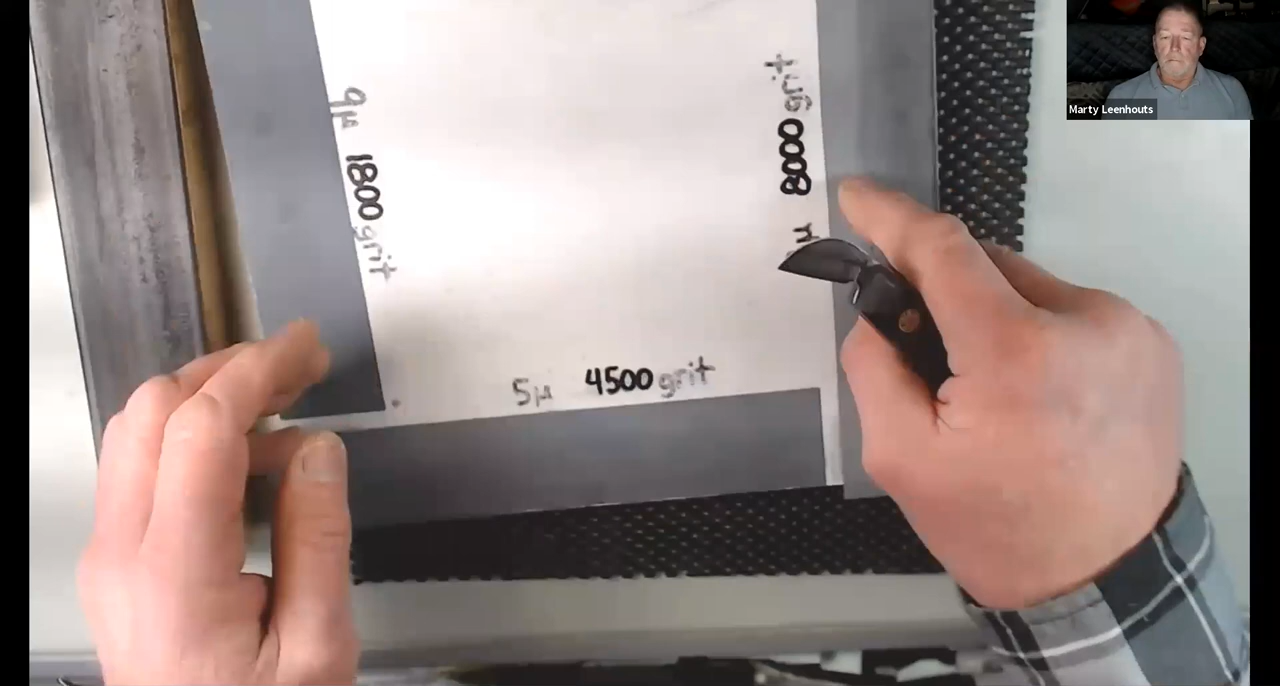 9µ 1800 grit
8000 grit
5µ 4500 grit
Marty Leenhouts